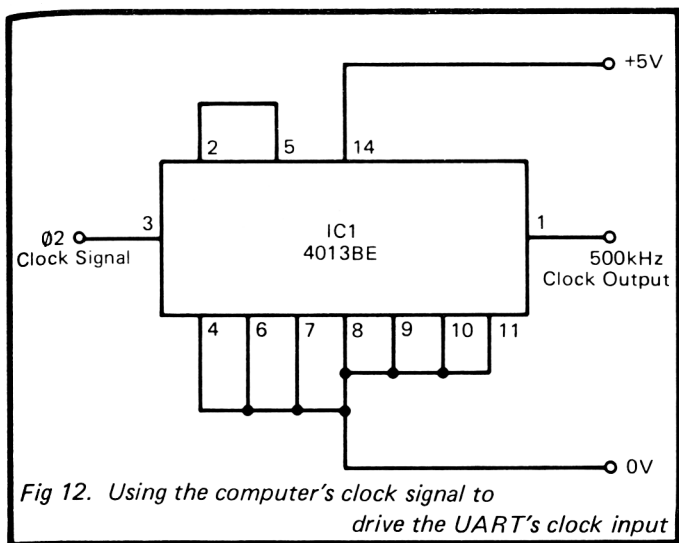 +5V
2 5 14
3
IC1
4013BE
1
Ø2
Clock Signal
500kHz
Clock Output
4 6 7 8 9 10 11
0V
Fig 12. Using the computer's clock signal to
drive the UART's clock input